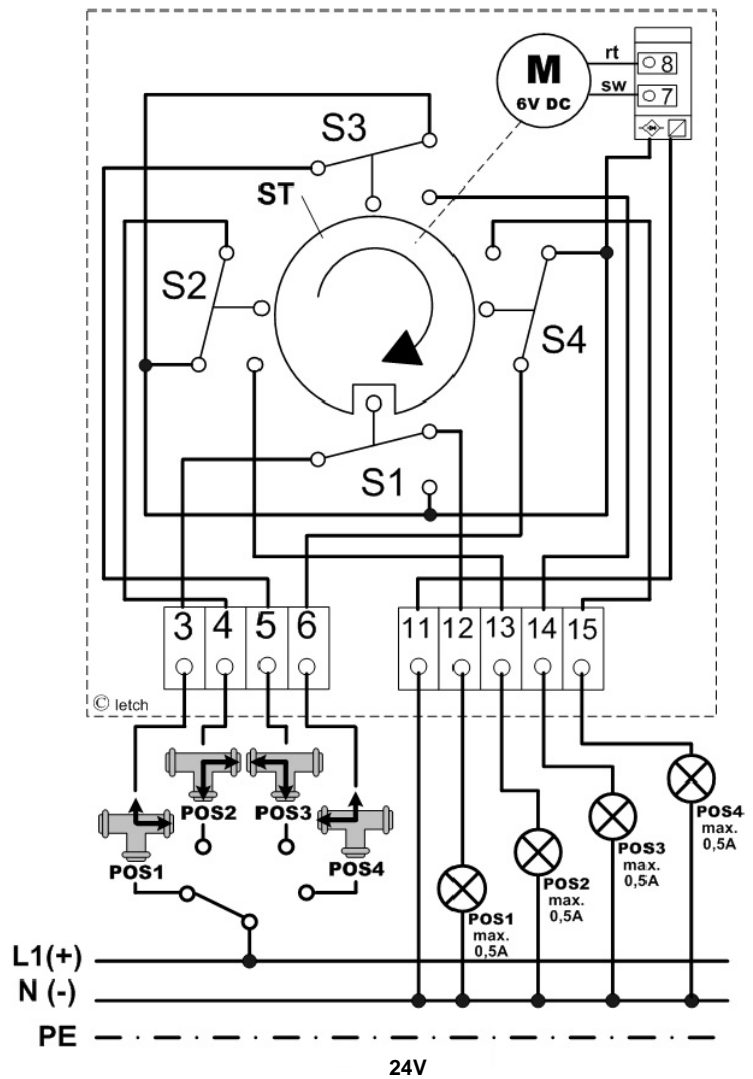 M
6V DC
rt
8
sw
7
S3
ST
S2
S4
S1
3 4 5 6
11 12 13 14 15
© letch
POS1
POS2
POS3
POS4
POS1
max.
0,5A
POS2
max.
0,5A
POS3
max.
0,5A
POS4
max.
0,5A
L1(+)
N (-)
PE
24V